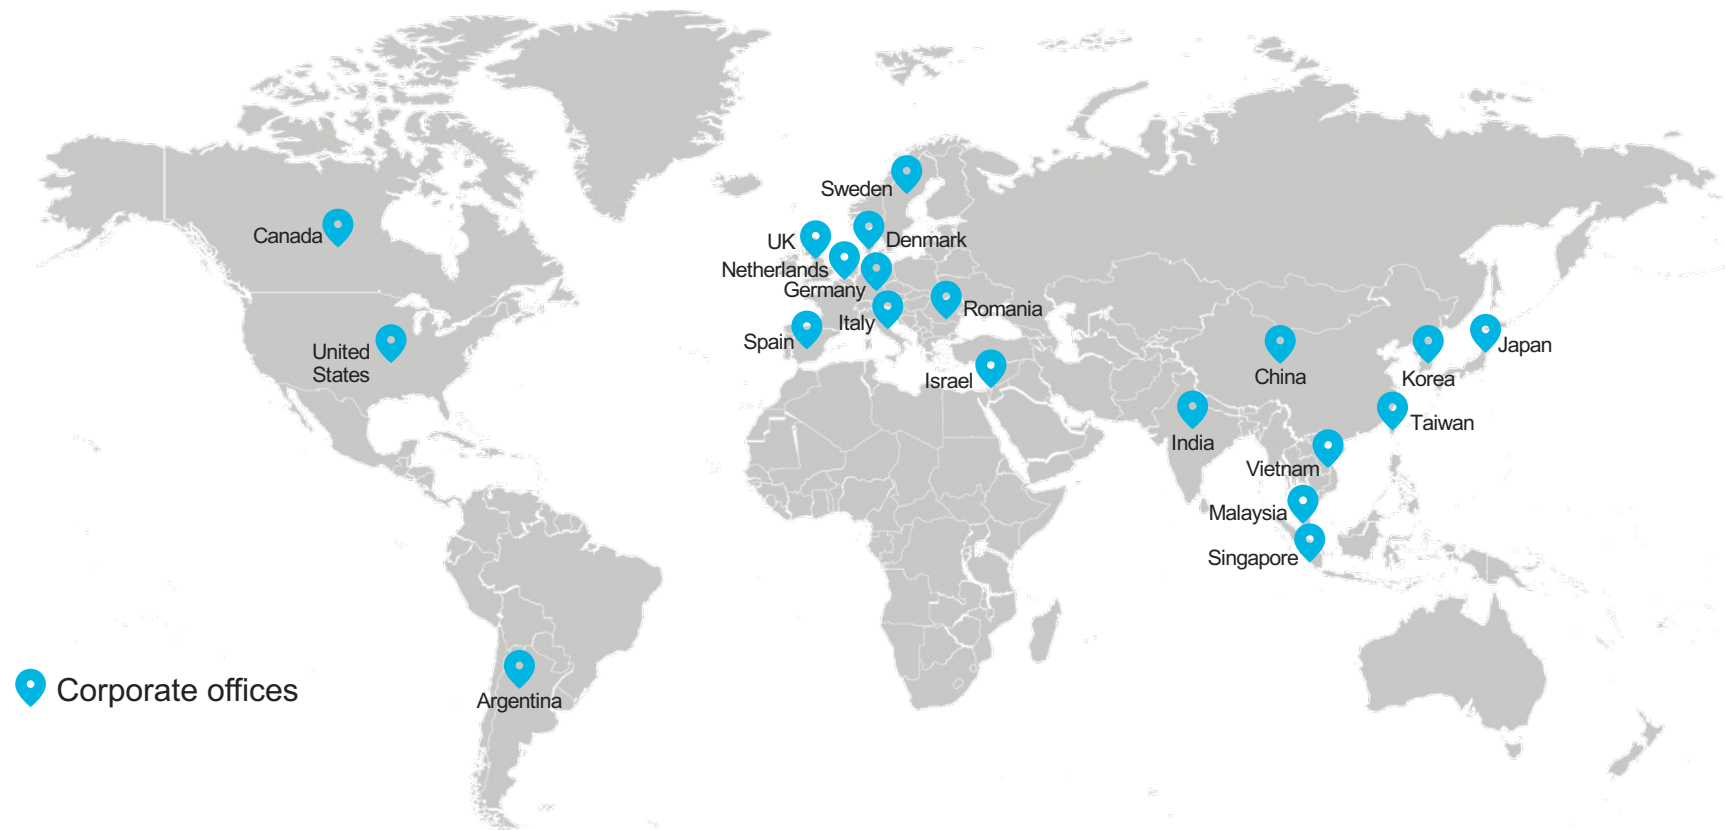 Sweden
Canada
UK
Denmark
Netherlands
Germany
Romania
Italy
Spain
United
States
Japan
Israel
China
Korea
Taiwan
India
Vietnam
Malaysia
Singapore
Corporate offices
Argentina